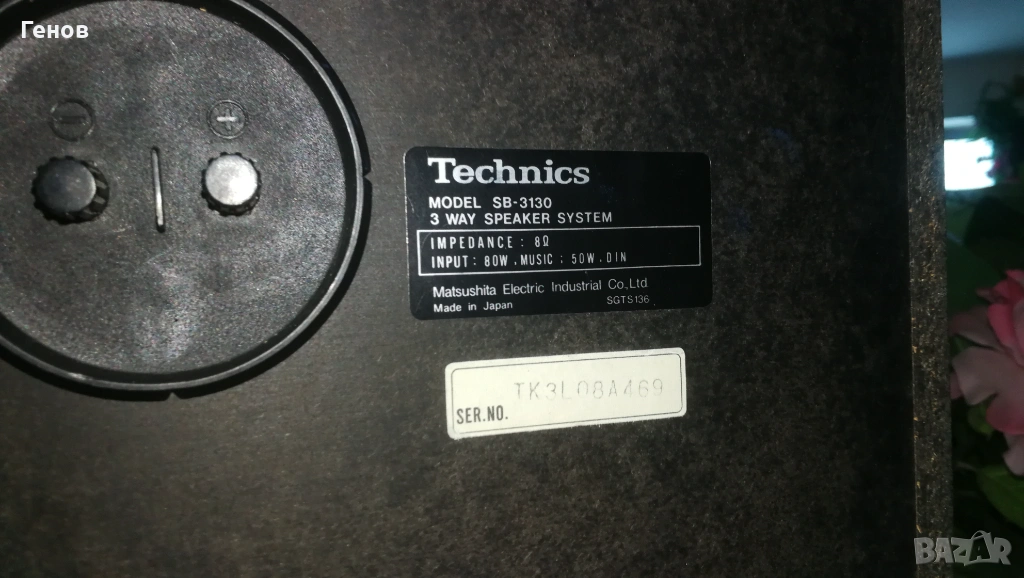 Генов
Technics
MODEL SB-3130
3 WAY SPEAKER SYSTEM
IMPEDANCE : 8Ω
INPUT : 80W . MUSIC ; 50W . DIN
Matsushita Electric Industrial Co.,Ltd.
Made in Japan SGTS136
TK3L08A469
SER.NO.
BAZAR